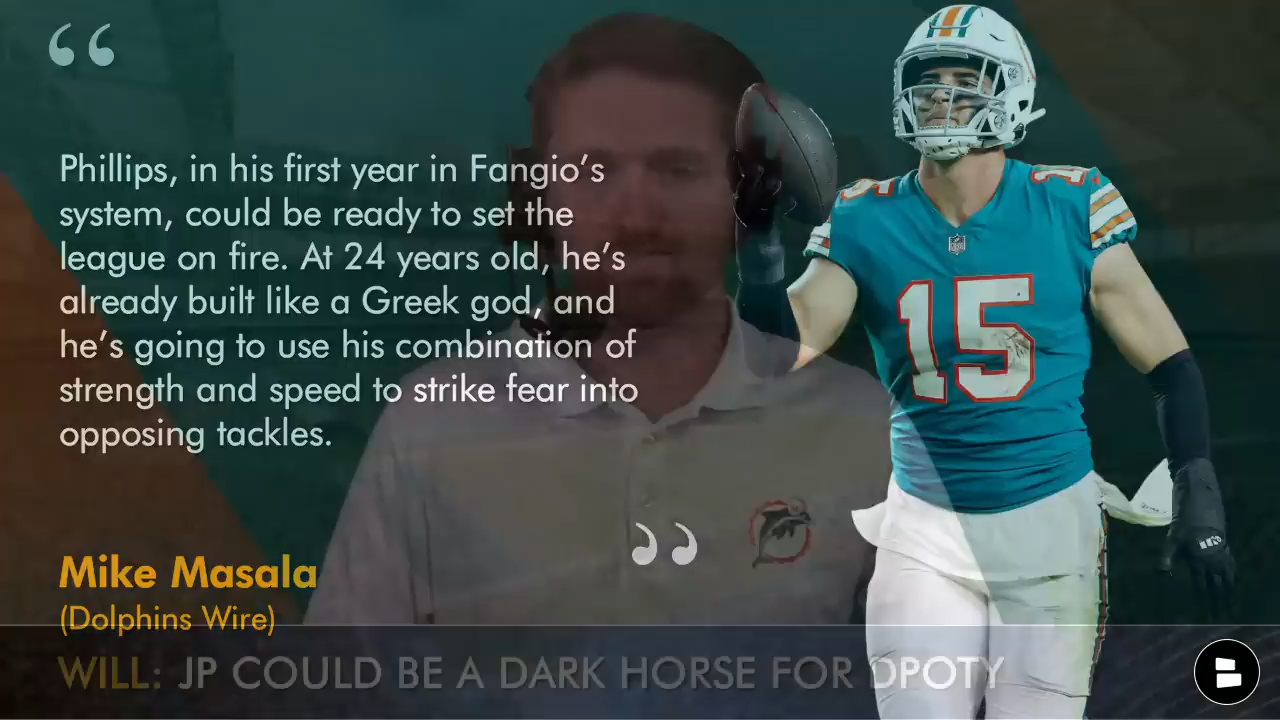 “
Phillips, in his first year in Fangio’s
system, could be ready to set the
league on fire. At 24 years old, he’s
already built like a Greek god, and
he’s going to use his combination of
strength and speed to strike fear into
opposing tackles.
”
Mike Masala
(Dolphins Wire)
WILL: JP COULD BE A DARK HORSE FOR DPOTY
15
15
15